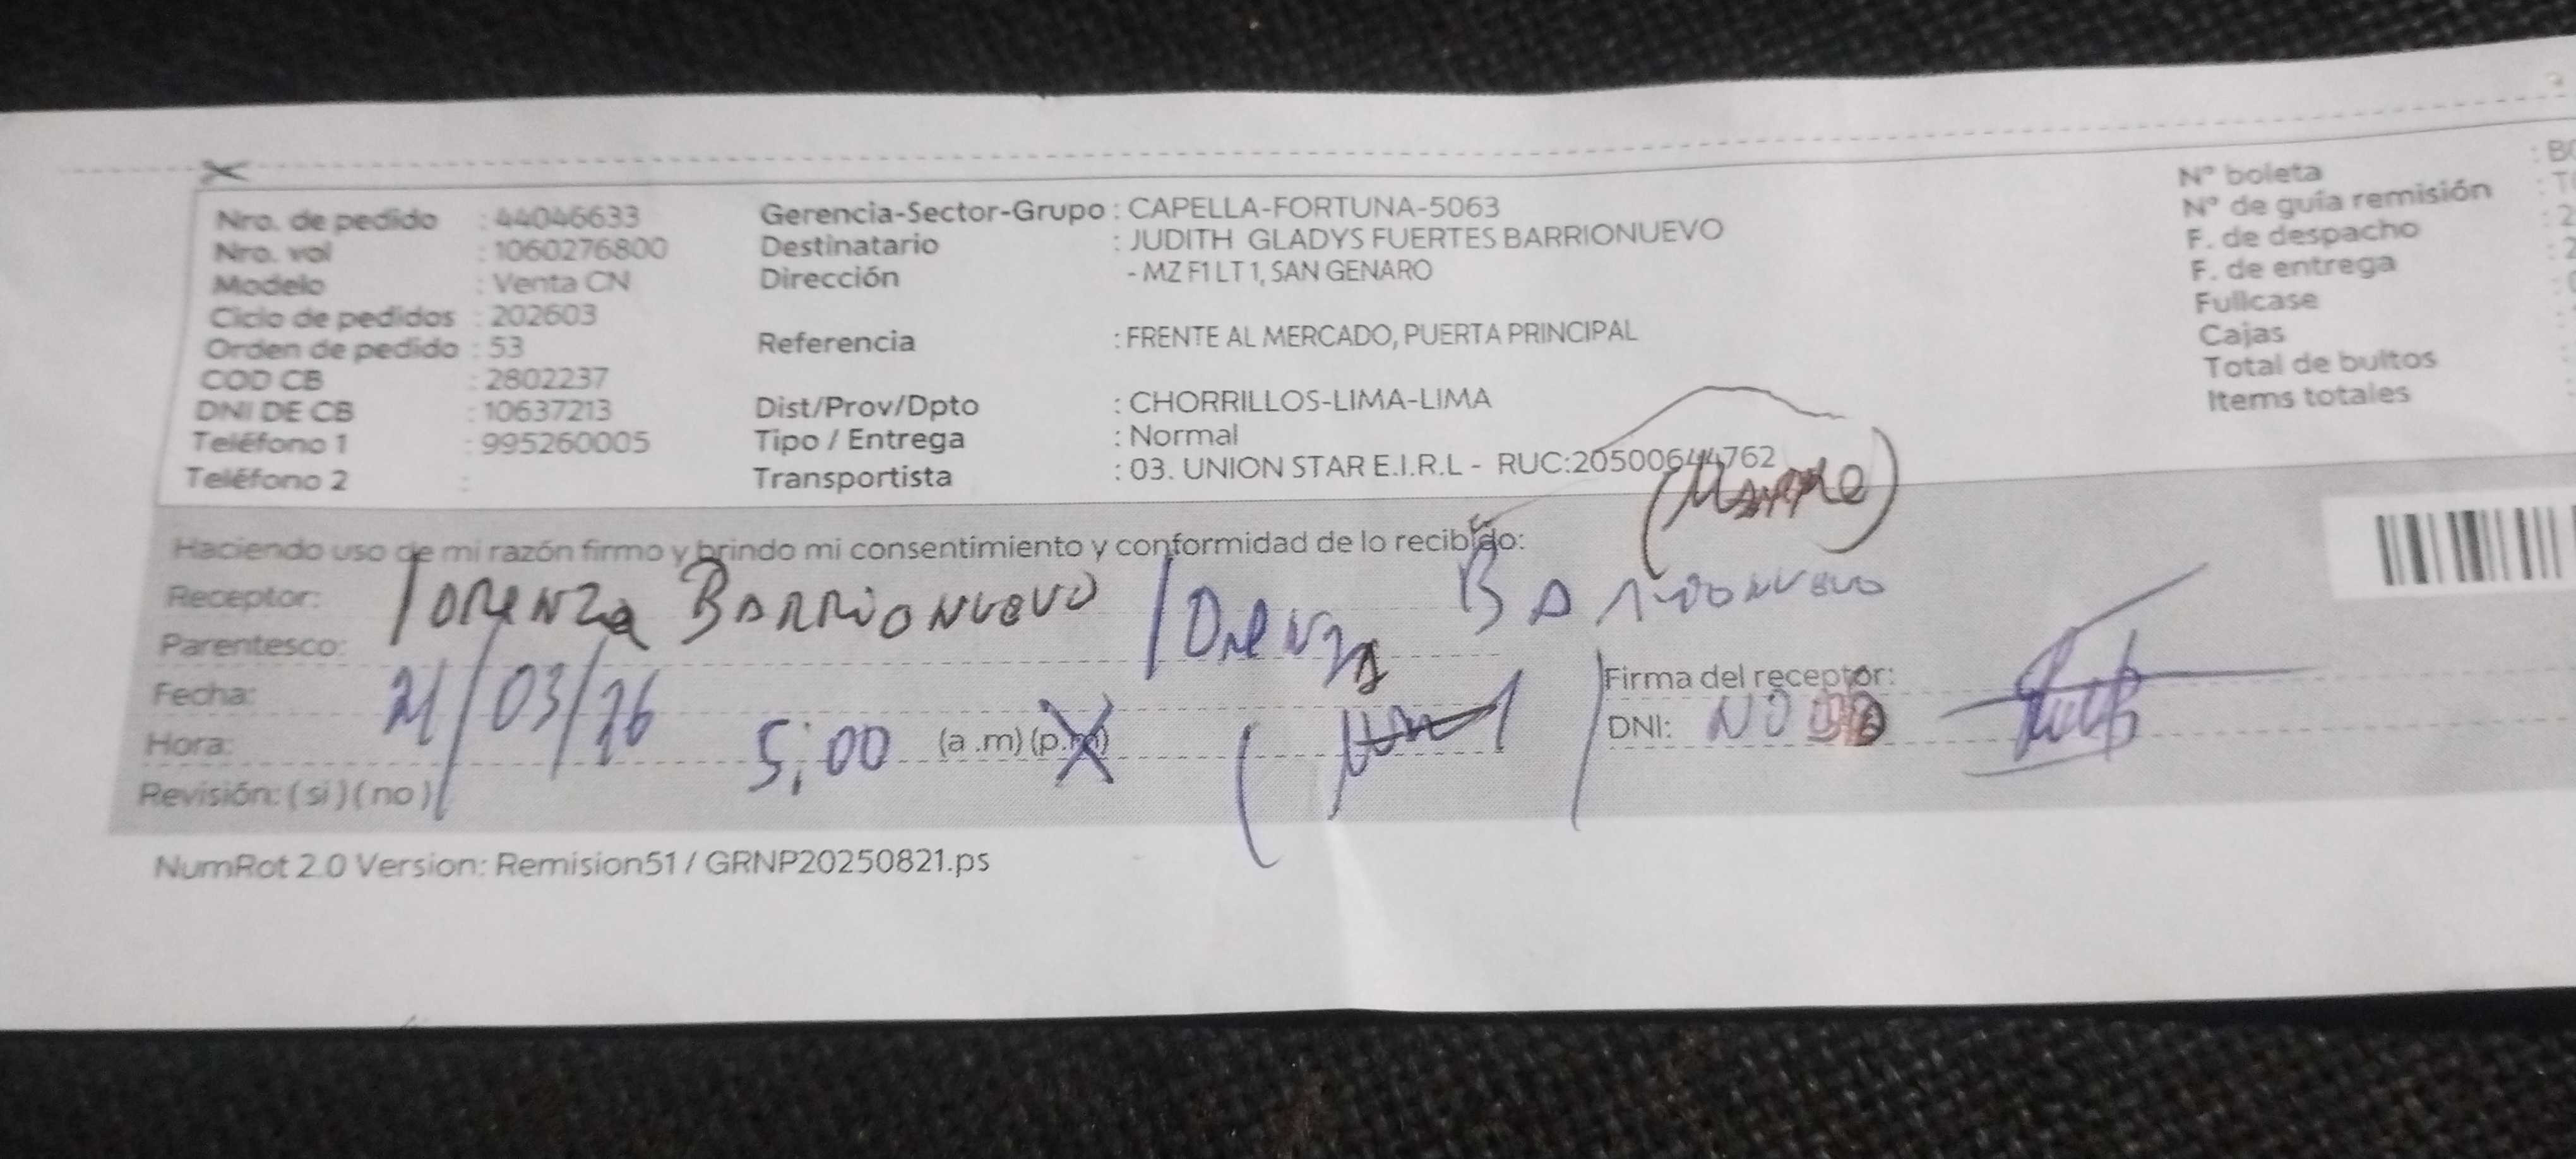 Nro. de pedido : 44046633
Nro. vol : 1060276800
Modelo : Venta CN
Ciclo de pedidos : 202603
Orden de pedido : 53
COD CB : 2802237
DNI DE CB : 10637213
Teléfono 1 : 995260005
Teléfono 2 :
Gerencia-Sector-Grupo : CAPELLA-FORTUNA-5063
Destinatario : JUDITH GLADYS FUERTES BARRIONUEVO
Dirección - MZ F1 LT 1, SAN GENARO
Referencia : FRENTE AL MERCADO, PUERTA PRINCIPAL
Dist/Prov/Dpto : CHORRILLOS-LIMA-LIMA
Tipo / Entrega : Normal
Transportista : 03. UNION STAR E.I.R.L - RUC:20500644762
N° boleta
N° de guía remisión
F. de despacho
F. de entrega
Fullcase
Cajas
Total de bultos
Items totales
Haciendo uso de mi razón firmo y brindo mi consentimiento y conformidad de lo recibido:
Receptor: lorenza Barrionuevo lorenza Barrionuevo
Parentesco:
Fecha: 21/03/26
Hora: 5:00 (a .m) (p.m)
Revisión: ( si ) ( no )
Firma del receptor:
DNI:
NumRot 2.0 Version: Remision51 / GRNP20250821.ps